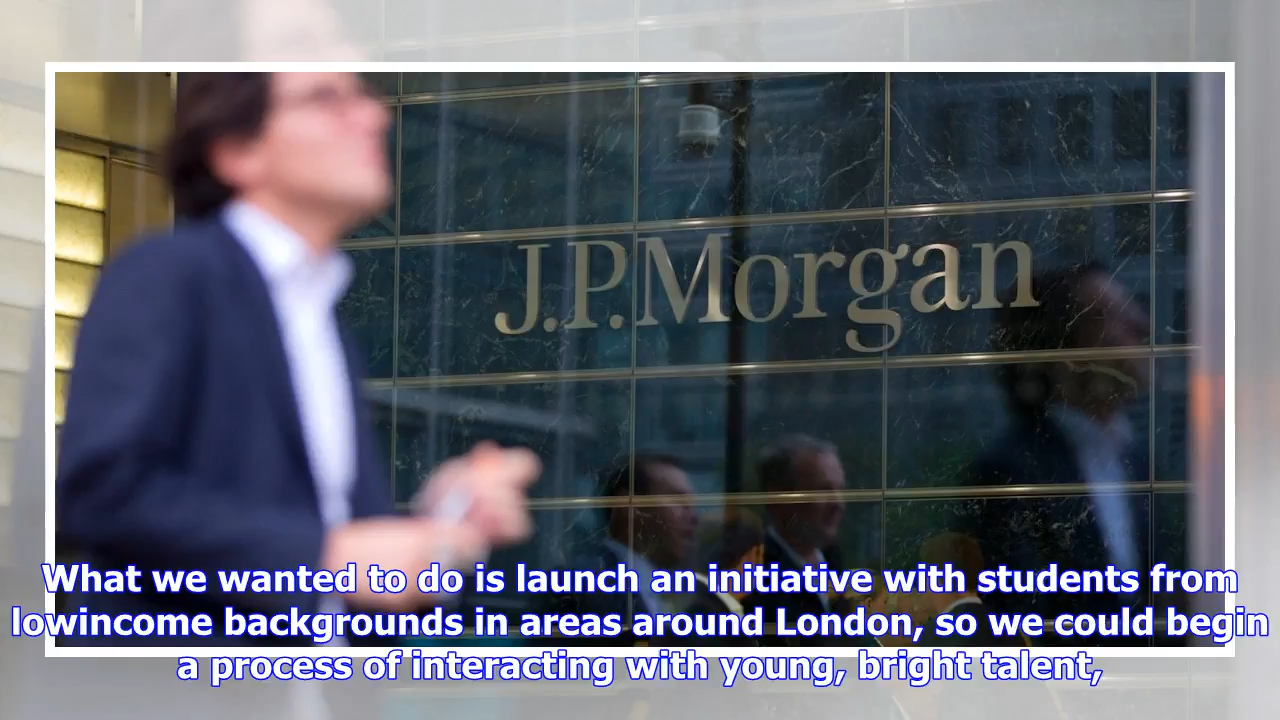 J.P.Morgan
What we wanted to do is launch an initiative with students from
lowincome backgrounds in areas around London, so we could begin
a process of interacting with young, bright talent,